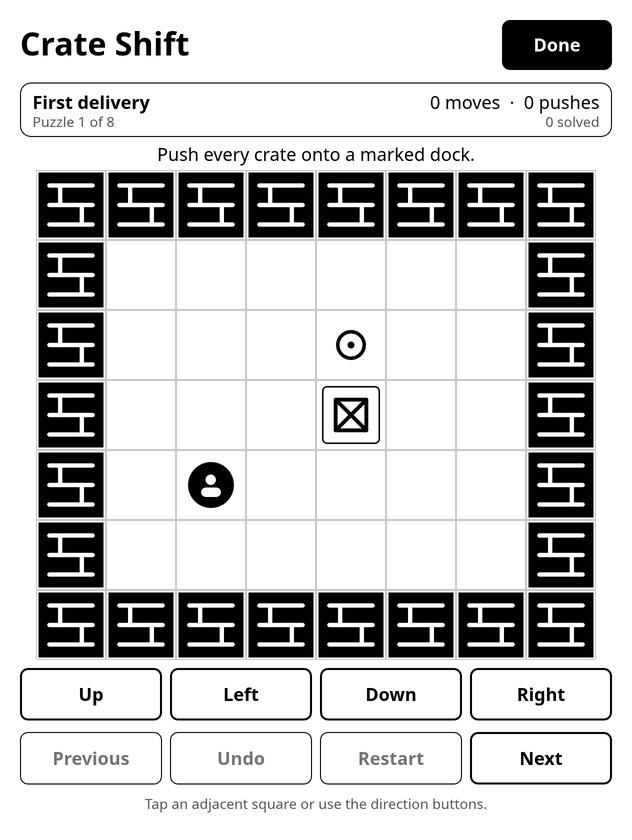 Crate Shift
Done
First delivery
0 moves · 0 pushes
Puzzle 1 of 8
0 solved
Push every crate onto a marked dock.
Up
Left
Down
Right
Previous
Undo
Restart
Next
Tap an adjacent square or use the direction buttons.